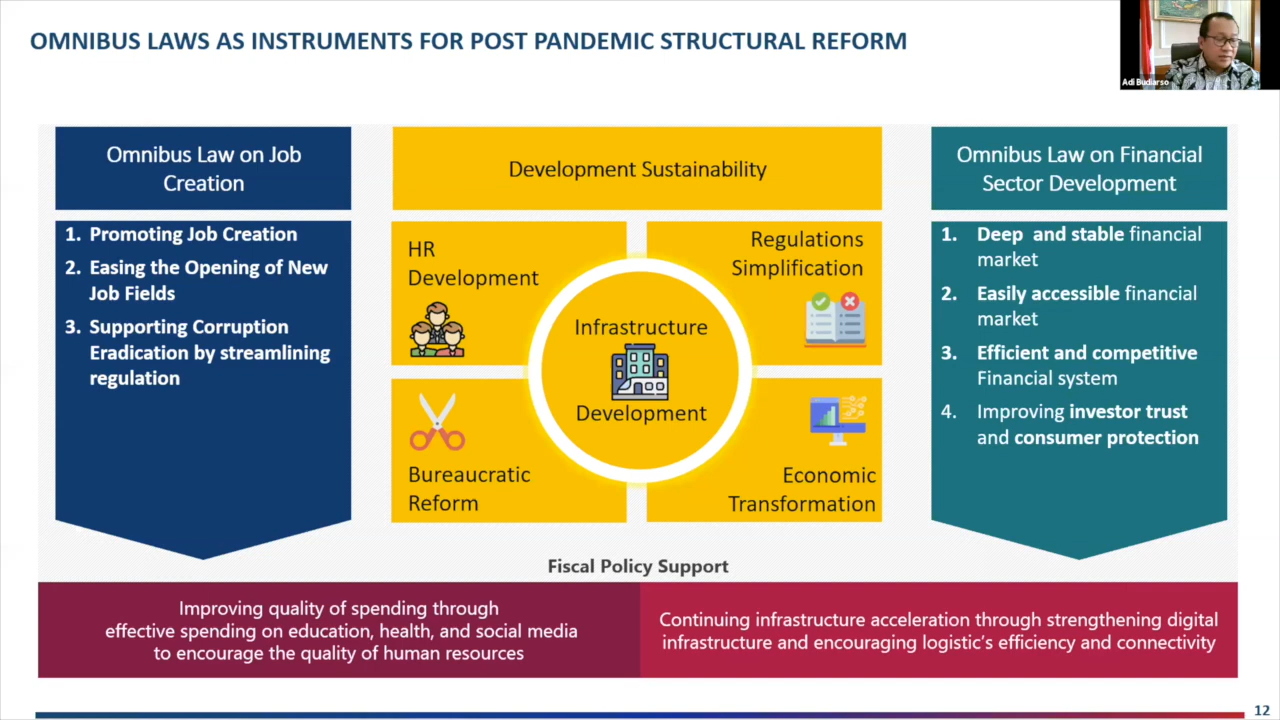 OMNIBUS LAWS AS INSTRUMENTS FOR POST PANDEMIC STRUCTURAL REFORM
Adi Budiarso
Omnibus Law on Job
Creation
1. Promoting Job Creation
2. Easing the Opening of New
Job Fields
3. Supporting Corruption
Eradication by streamlining
regulation
Development Sustainability
HR
Development
Regulations
Simplification
Infrastructure
Development
Bureaucratic
Reform
Economic
Transformation
Omnibus Law on Financial
Sector Development
1. Deep and stable financial
market
2. Easily accessible financial
market
3. Efficient and competitive
Financial system
4. Improving investor trust
and consumer protection
Fiscal Policy Support
Improving quality of spending through
effective spending on education, health, and social media
to encourage the quality of human resources
Continuing infrastructure acceleration through strengthening digital
infrastructure and encouraging logistic's efficiency and connectivity
12